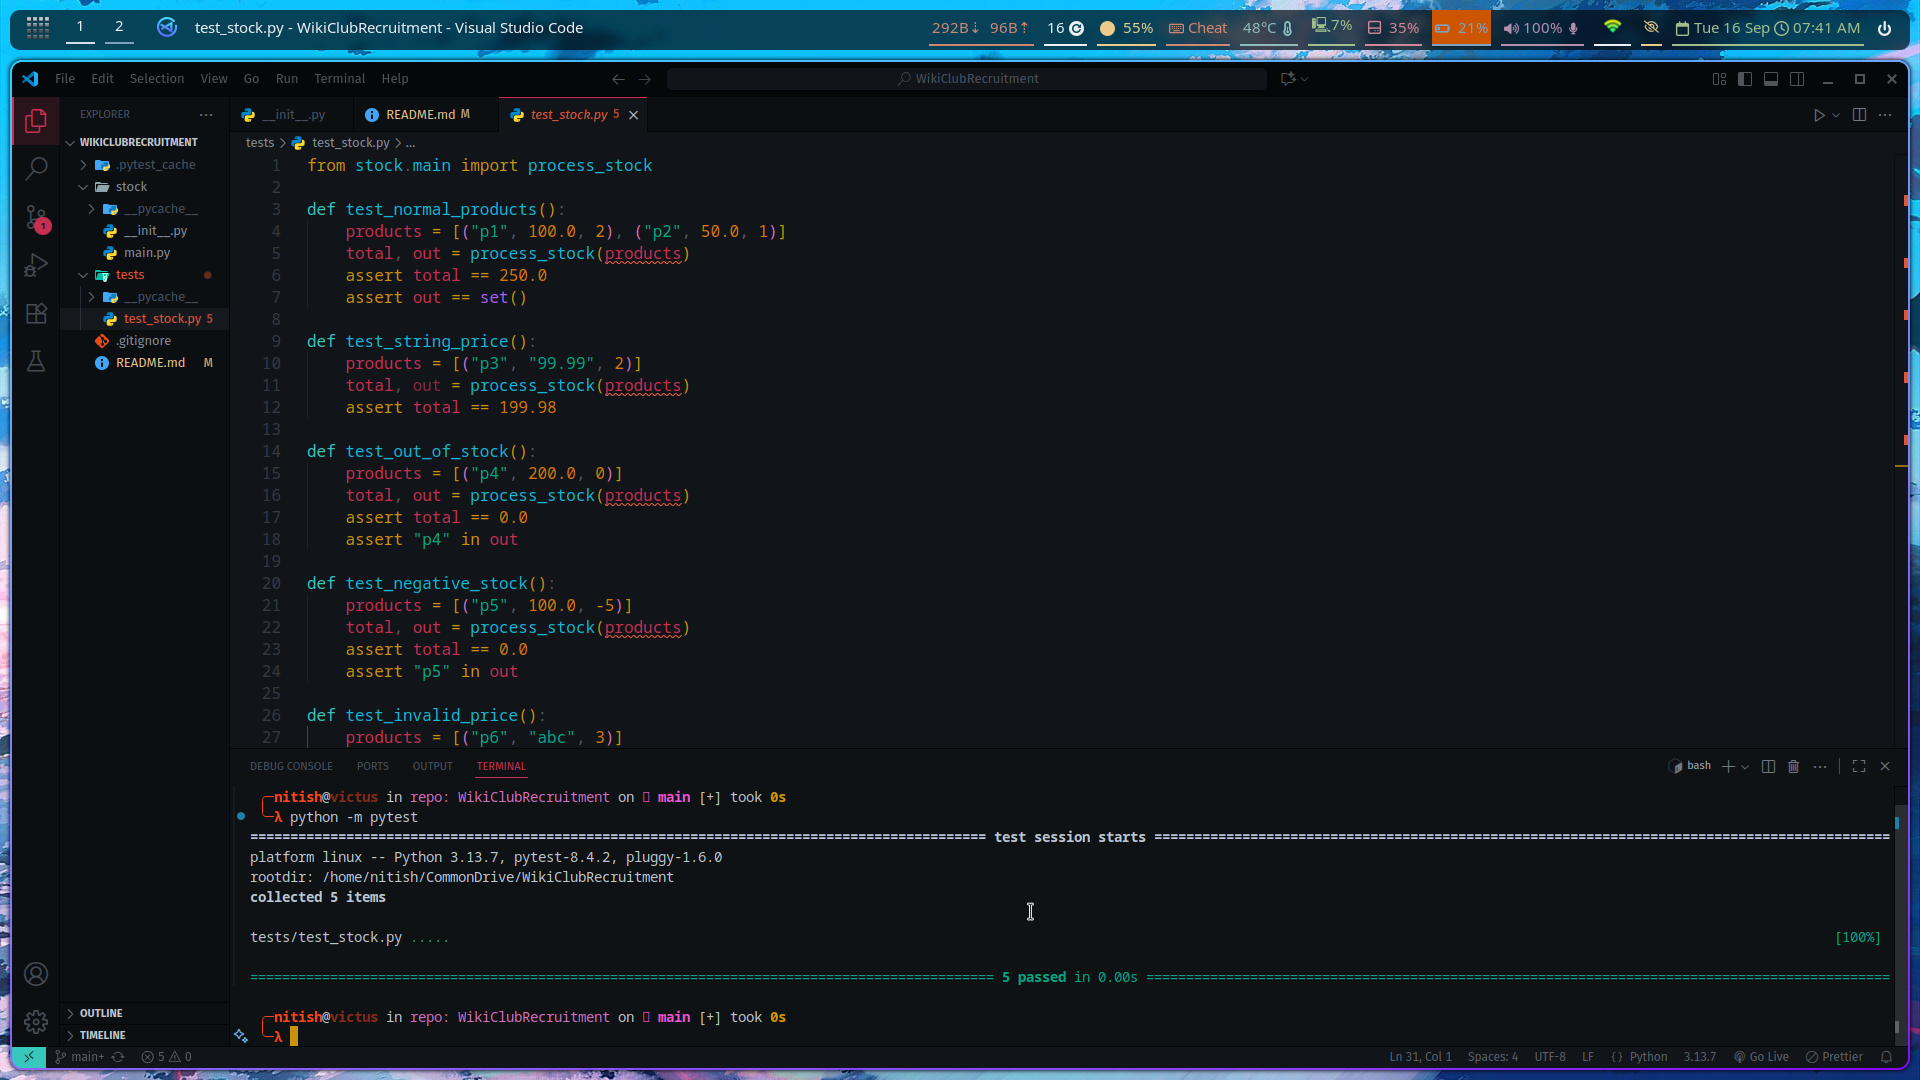 1 2 test_stock.py - WikiClubRecruitment - Visual Studio Code 292B↓ 96B↑ 16 55% Cheat 48°C 7% 35% 21% 100% Tue 16 Sep 07:41 AM
File Edit Selection View Go Run Terminal Help WikiClubRecruitment
EXPLORER ...
WIKICLUBRECRUITMENT
.pytest_cache
stock
__pycache__
__init__.py
main.py
tests
__pycache__
test_stock.py 5
.gitignore
README.md M
OUTLINE
TIMELINE
1
__init__.py README.md M test_stock.py 5
tests > test_stock.py > ...
1 from stock.main import process_stock
2
3 def test_normal_products():
4 products = [("p1", 100.0, 2), ("p2", 50.0, 1)]
5 total, out = process_stock(products)
6 assert total == 250.0
7 assert out == set()
8
9 def test_string_price():
10 products = [("p3", "99.99", 2)]
11 total, out = process_stock(products)
12 assert total == 199.98
13
14 def test_out_of_stock():
15 products = [("p4", 200.0, 0)]
16 total, out = process_stock(products)
17 assert total == 0.0
18 assert "p4" in out
19
20 def test_negative_stock():
21 products = [("p5", 100.0, -5)]
22 total, out = process_stock(products)
23 assert total == 0.0
24 assert "p5" in out
25
26 def test_invalid_price():
27 products = [("p6", "abc", 3)]
DEBUG CONSOLE PORTS OUTPUT TERMINAL bash
nitish@victus in repo: WikiClubRecruitment on main [+] took 0s
λ python -m pytest
test session starts
platform linux -- Python 3.13.7, pytest-8.4.2, pluggy-1.6.0
rootdir: /home/nitish/CommonDrive/WikiClubRecruitment
collected 5 items
tests/test_stock.py ..... [100%]
5 passed in 0.00s
nitish@victus in repo: WikiClubRecruitment on main [+] took 0s
λ
main+ 5 0 Ln 31, Col 1 Spaces: 4 UTF-8 LF {} Python 3.13.7 Go Live Prettier